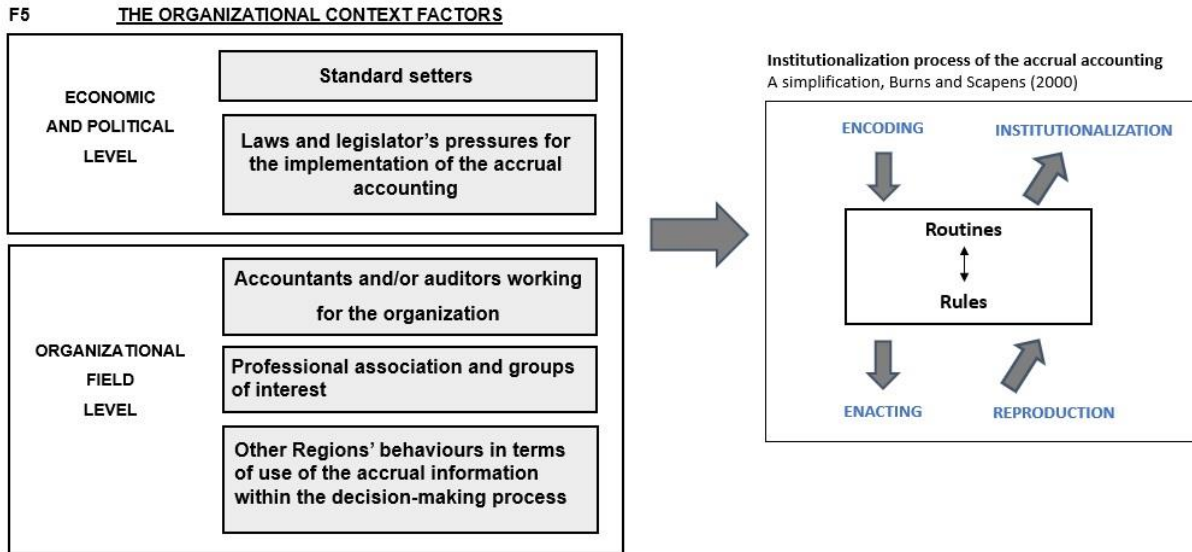 F5 THE ORGANIZATIONAL CONTEXT FACTORS
ECONOMIC
AND POLITICAL
LEVEL
Standard setters
Laws and legislator’s pressures for
the implementation of the accrual
accounting
ORGANIZATIONAL
FIELD
LEVEL
Accountants and/or auditors working
for the organization
Professional association and groups
of interest
Other Regions’ behaviours in terms
of use of the accrual information
within the decision-making process
Institutionalization process of the accrual accounting
A simplification, Burns and Scapens (2000)
ENCODING INSTITUTIONALIZATION
Routines
Rules
ENACTING REPRODUCTION